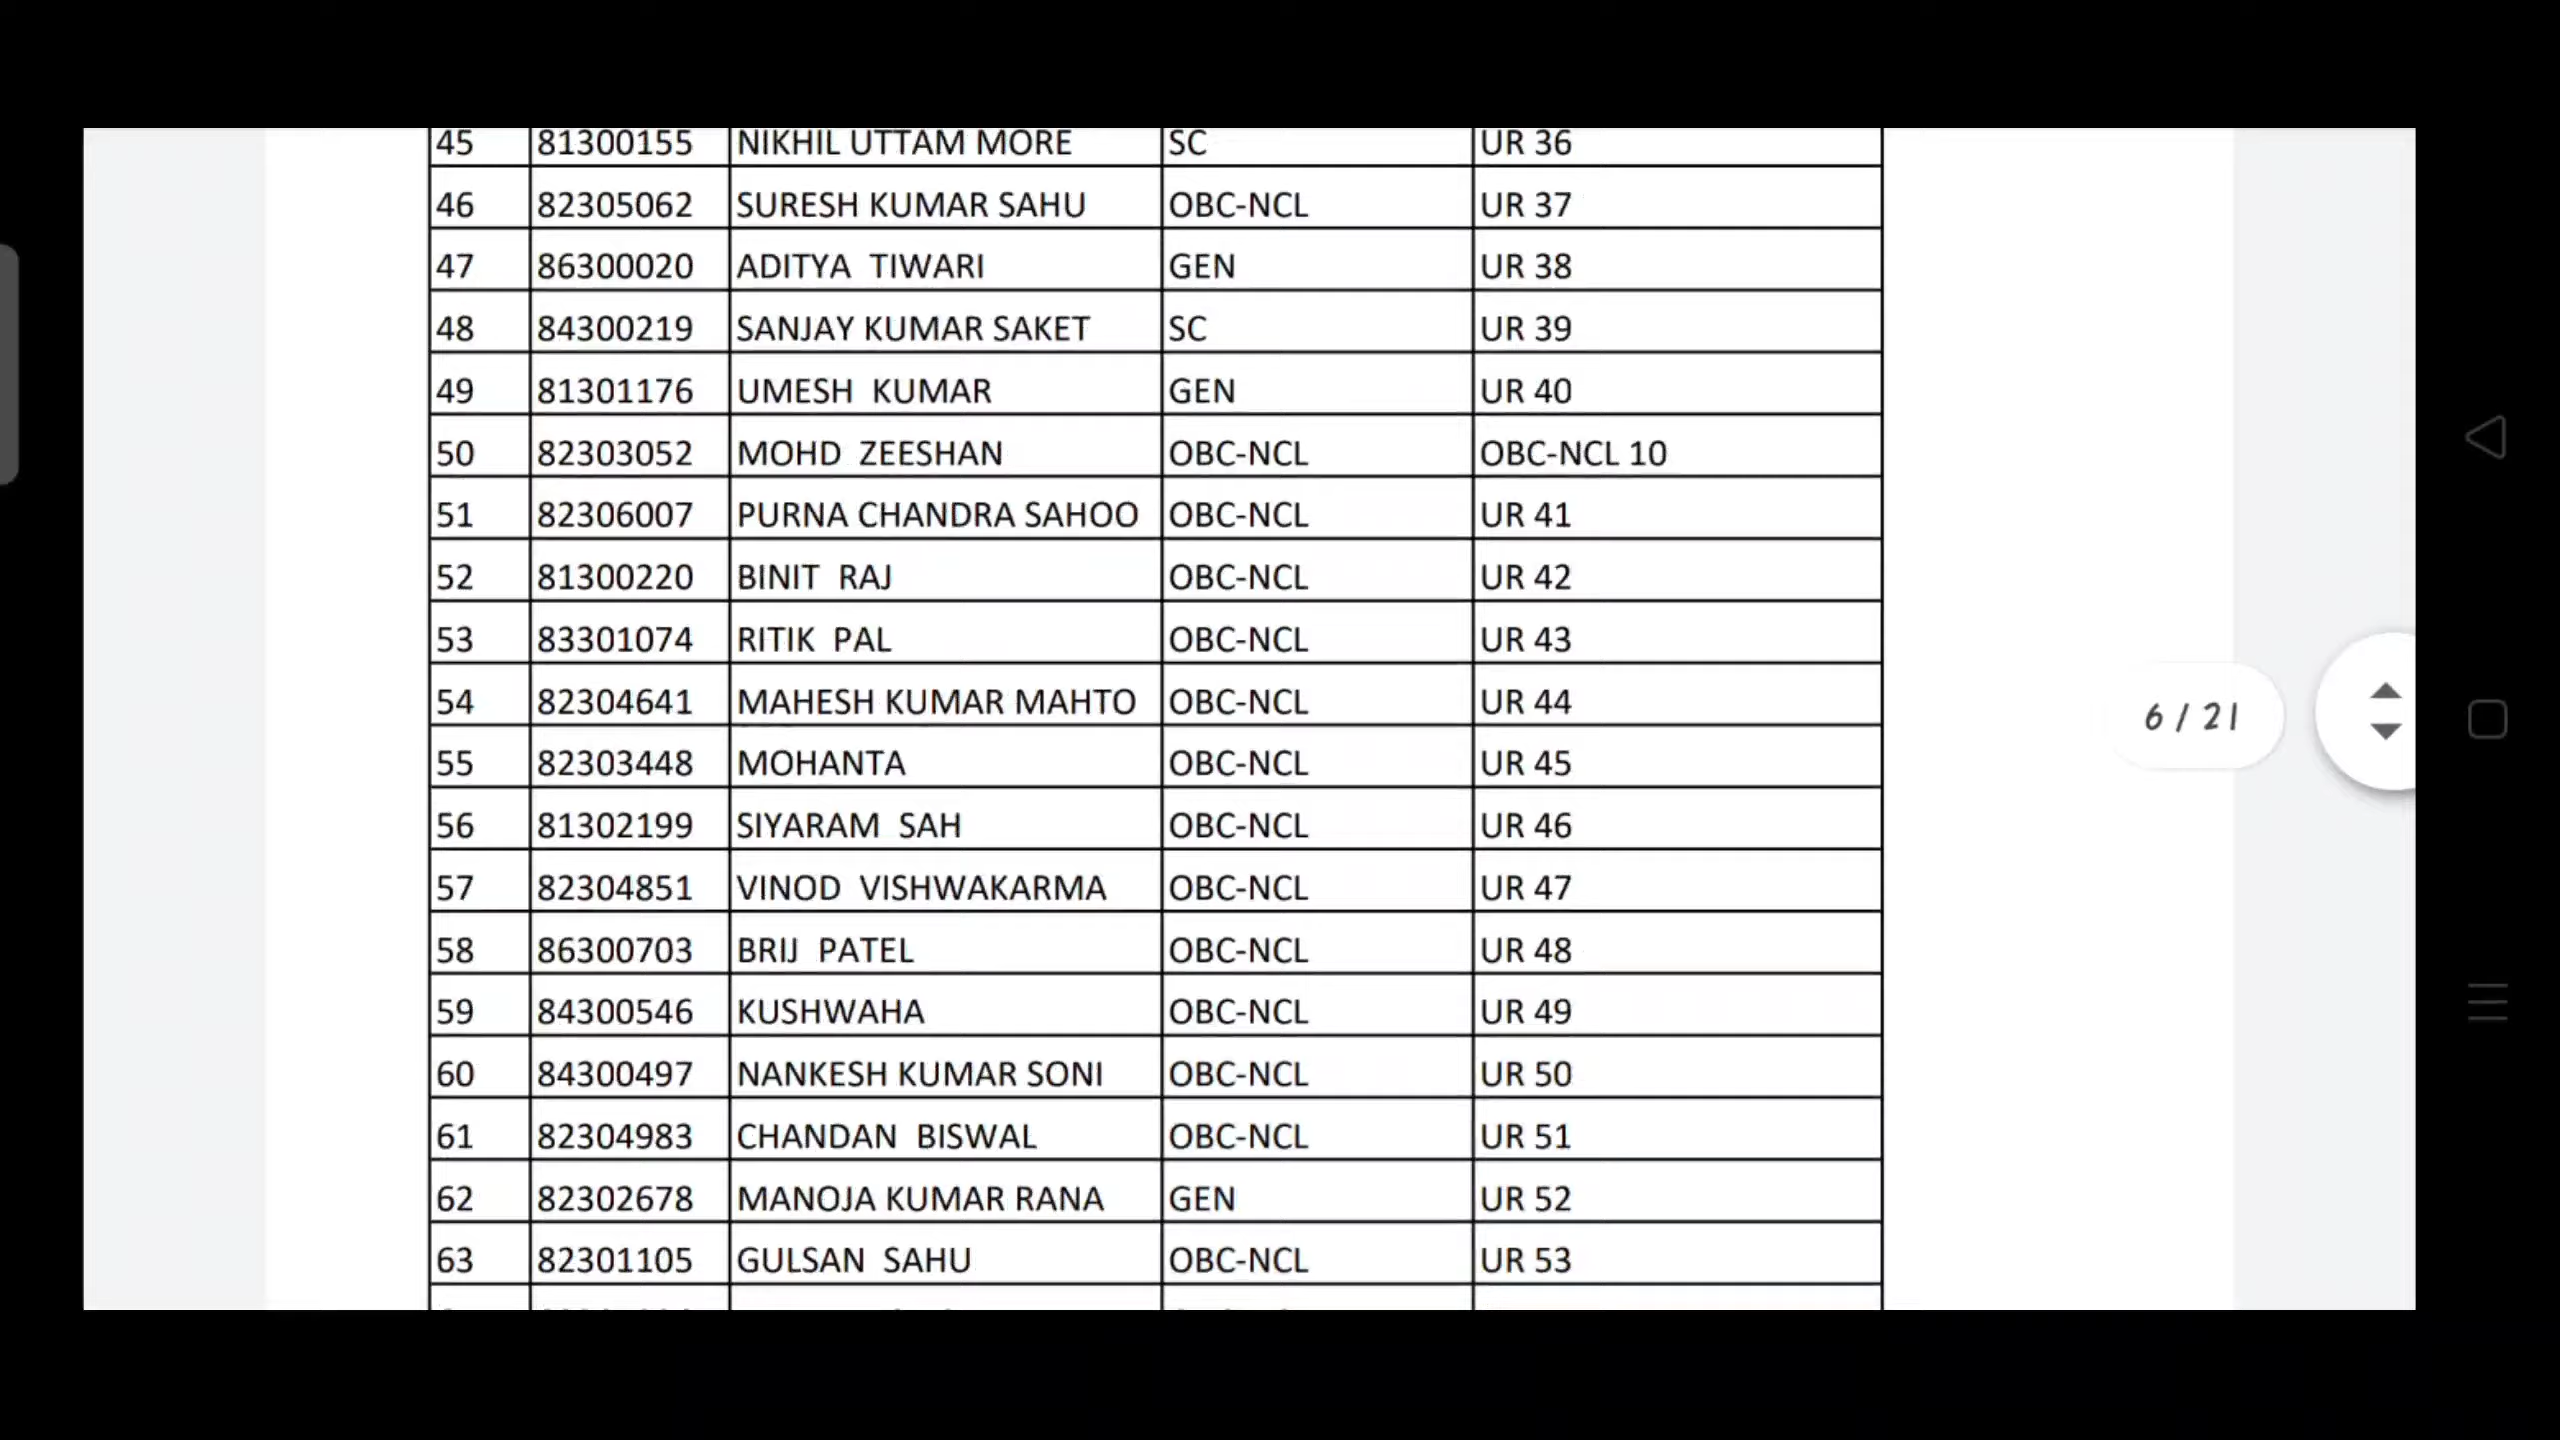 45 81300155 NIKHIL UTTAM MORE SC UR 36
46 82305062 SURESH KUMAR SAHU OBC-NCL UR 37
47 86300020 ADITYA TIWARI GEN UR 38
48 84300219 SANJAY KUMAR SAKET SC UR 39
49 81301176 UMESH KUMAR GEN UR 40
50 82303052 MOHD ZEESHAN OBC-NCL OBC-NCL 10
51 82306007 PURNA CHANDRA SAHOO OBC-NCL UR 41
52 81300220 BINIT RAJ OBC-NCL UR 42
53 83301074 RITIK PAL OBC-NCL UR 43
54 82304641 MAHESH KUMAR MAHTO OBC-NCL UR 44
55 82303448 MOHANTA OBC-NCL UR 45
56 81302199 SIYARAM SAH OBC-NCL UR 46
57 82304851 VINOD VISHWAKARMA OBC-NCL UR 47
58 86300703 BRIJ PATEL OBC-NCL UR 48
59 84300546 KUSHWAHA OBC-NCL UR 49
60 84300497 NANKESH KUMAR SONI OBC-NCL UR 50
61 82304983 CHANDAN BISWAL OBC-NCL UR 51
62 82302678 MANOJA KUMAR RANA GEN UR 52
63 82301105 GULSAN SAHU OBC-NCL UR 53
6 / 21